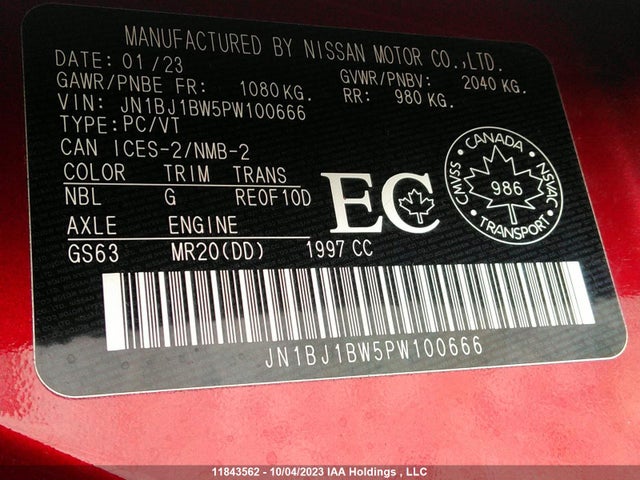 MANUFACTURED BY NISSAN MOTOR CO.,LTD.
DATE: 01/23
GAWR/PNBE FR: 1080 KG. GVWR/PNBV: 2040 KG.
VIN: JN1BJ1BW5PW100666 RR: 980 KG.
TYPE: PC/VT
CAN ICES-2/NMB-2
COLOR TRIM TRANS
NBL G RE0F10D
AXLE ENGINE
GS63 MR20(DD) 1997 CC
EC
CANADA
CMVSS 986 NSVAC
TRANSPORT
JN1BJ1BW5PW100666
11843562 - 10/04/2023 IAA Holdings , LLC